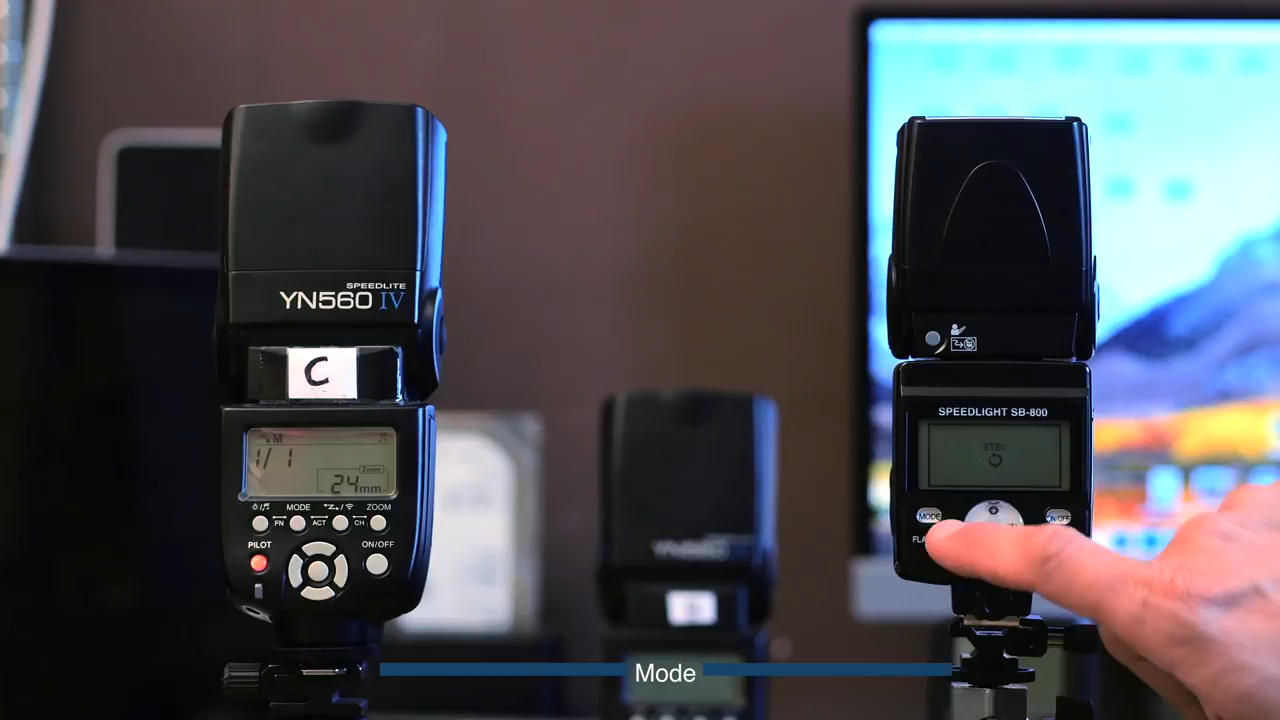 SPEEDLITE
YN560 IV
C
M
1/1
Zoom
24mm
MODE
ZOOM
FN
ACT
CH
PILOT
ON/OFF
SPEEDLIGHT SB-800
STBY
MODE
ON/OFF
FLA
Mode